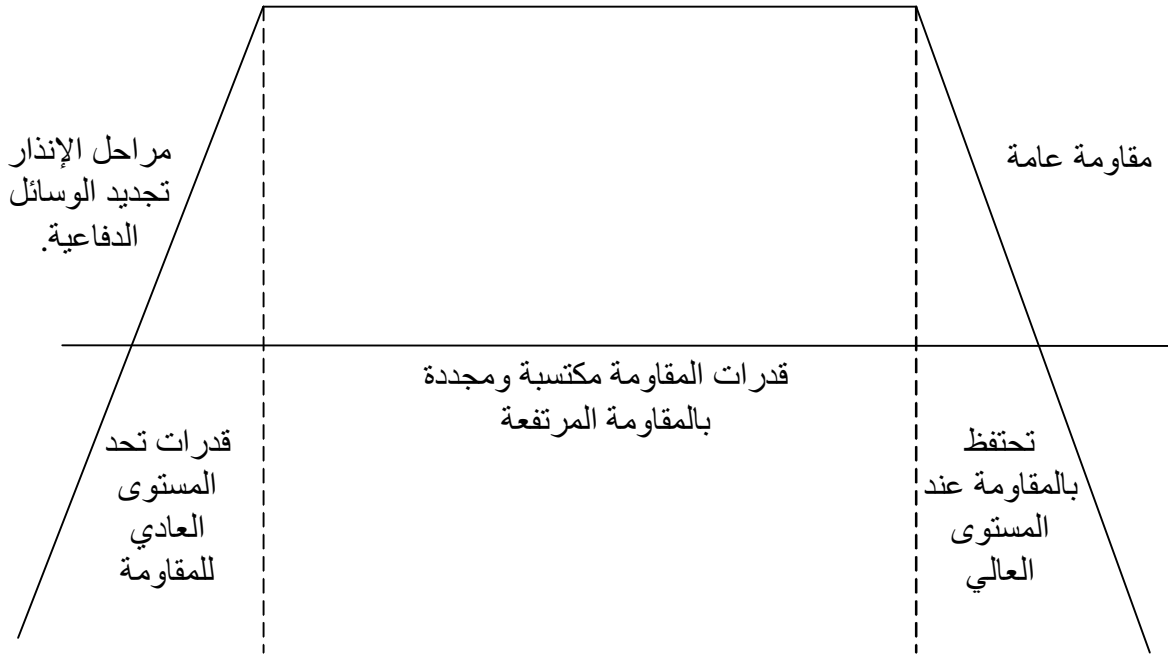 مراحل الإنذار
تجديد الوسائل
الدفاعية.
مقاومة عامة
قدرات المقاومة مكتسبة ومجددة
بالمقاومة المرتفعة
قدرات تحد
المستوى
العادي
للمقاومة
تحتفظ
بالمقاومة عند
المستوى
العالي